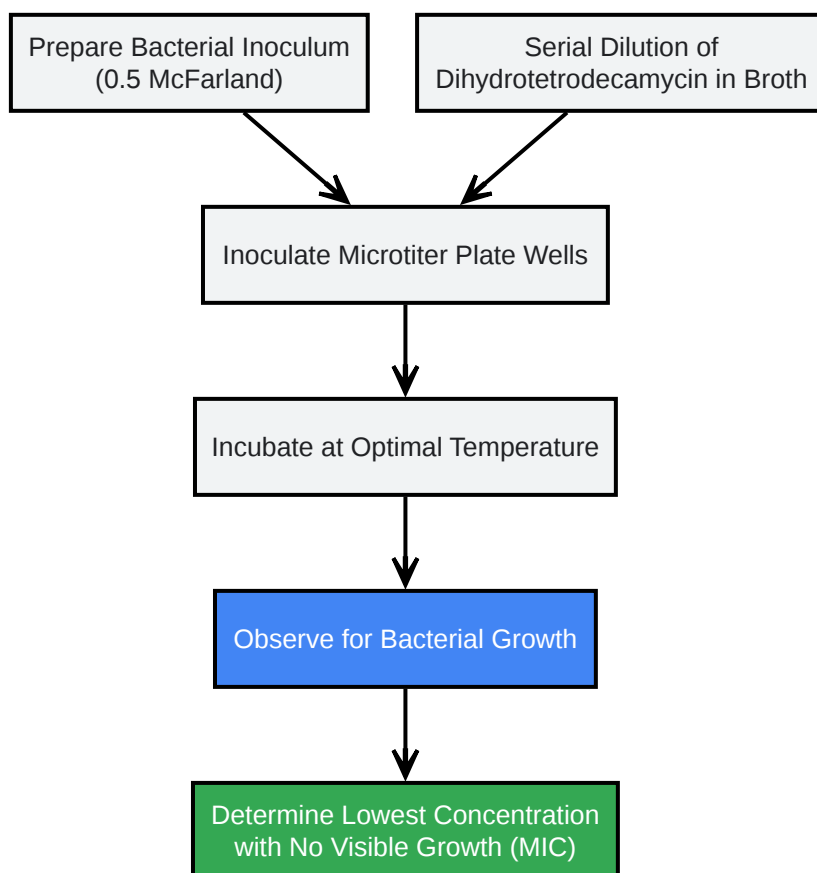 Prepare Bacterial Inoculum
(0.5 McFarland)
Serial Dilution of
Dihydrotetrodecamycin in Broth
Inoculate Microtiter Plate Wells
Incubate at Optimal Temperature
Observe for Bacterial Growth
Determine Lowest Concentration
with No Visible Growth (MIC)